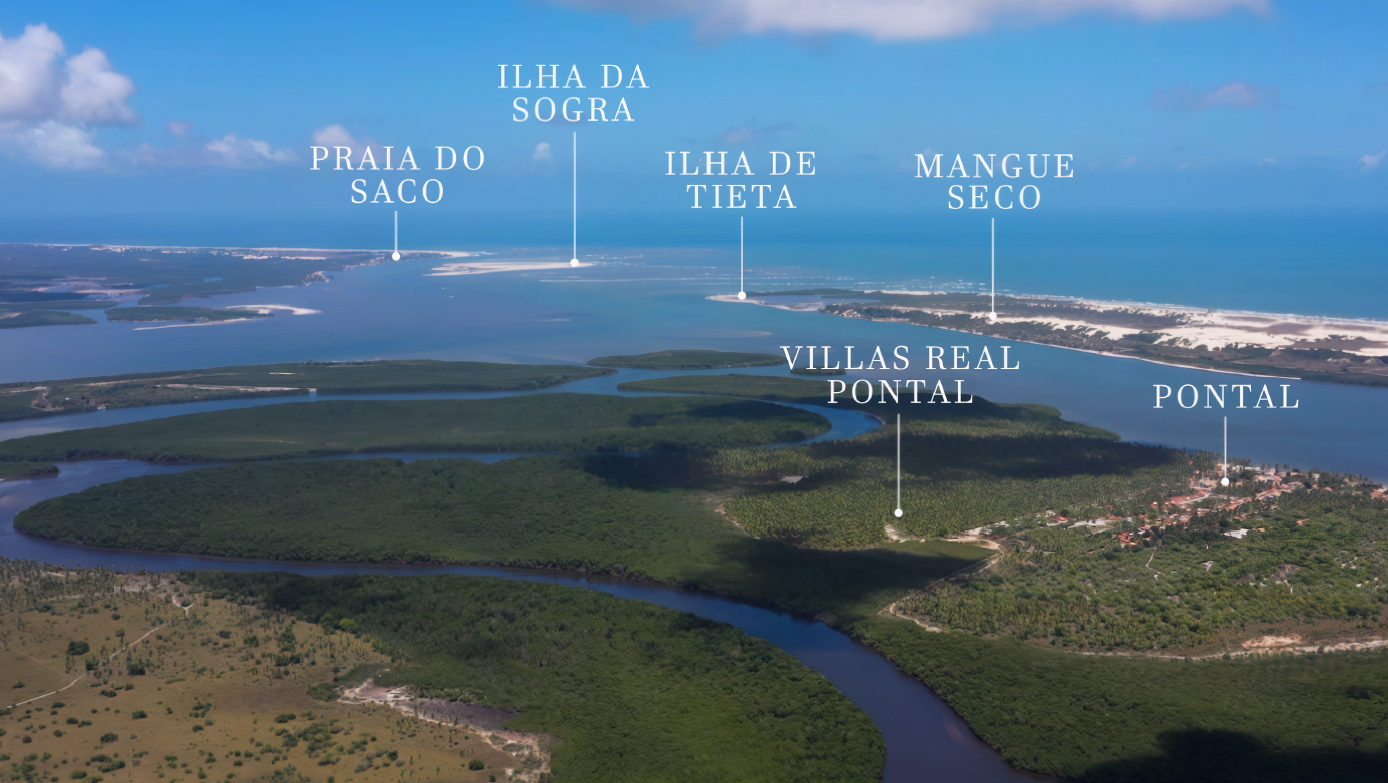 ILHA DA
SOGRA
PRAIA DO
SACO
ILHA DE
TIETA
MANGUE
SECO
VILLAS REAL
PONTAL
PONTAL